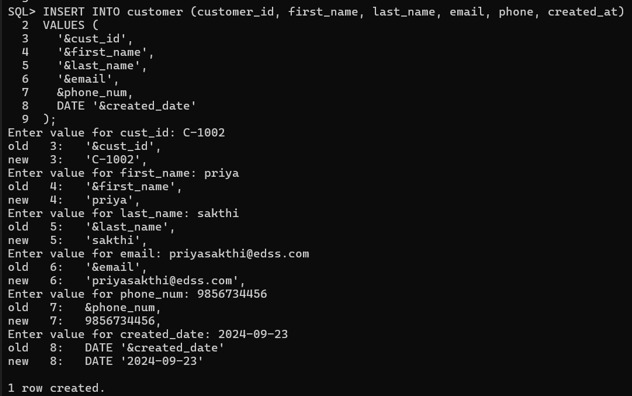 SQL> INSERT INTO customer (customer_id, first_name, last_name, email, phone, created_at)
  2  VALUES (
  3    '&cust_id',
  4    '&first_name',
  5    '&last_name',
  6    '&email',
  7    &phone_num,
  8    DATE '&created_date'
  9  );
Enter value for cust_id: C-1002
old   3:   '&cust_id',
new   3:   'C-1002',
Enter value for first_name: priya
old   4:   '&first_name',
new   4:   'priya',
Enter value for last_name: sakthi
old   5:   '&last_name',
new   5:   'sakthi',
Enter value for email: priyasakthi@edss.com
old   6:   '&email',
new   6:   'priyasakthi@edss.com',
Enter value for phone_num: 9856734456
old   7:   &phone_num,
new   7:   9856734456,
Enter value for created_date: 2024-09-23
old   8:   DATE '&created_date'
new   8:   DATE '2024-09-23'

1 row created.